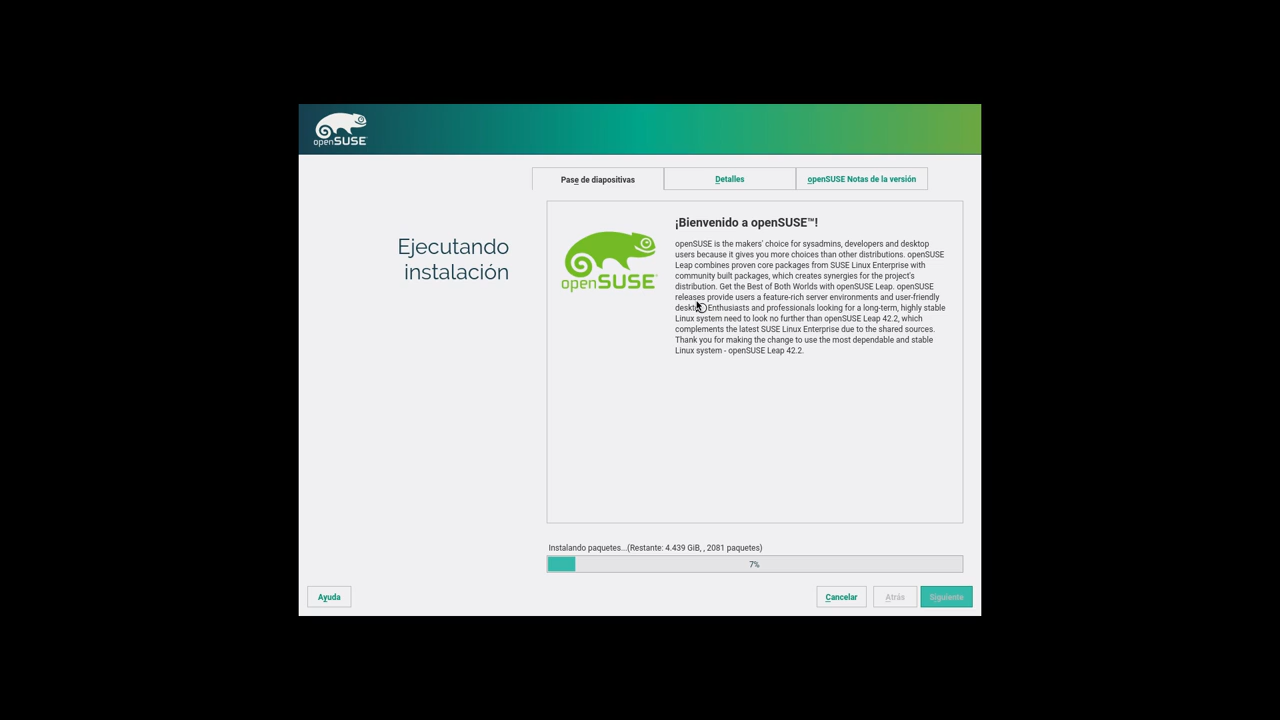 openSUSE
Pase de diapositivas
Detalles
openSUSE Notas de la versión
Ejecutando
instalación
openSUSE
¡Bienvenido a openSUSE™!
openSUSE is the makers' choice for sysadmins, developers and desktop
users because it gives you more choices than other distributions. openSUSE
Leap combines proven core packages from SUSE Linux Enterprise with
community built packages, which creates synergies for the project's
distribution. Get the Best of Both Worlds with openSUSE Leap. openSUSE
releases provide users a feature-rich server environments and user-friendly
Enthusiasts and professionals looking for a long-term, highly stable
Linux system need to look no further than openSUSE Leap 42.2, which
complements the latest SUSE Linux Enterprise due to the shared sources.
Thank you for making the change to use the most dependable and stable
Linux system - openSUSE Leap 42.2.
Instalando paquetes...(Restante: 4.439 GiB, , 2081 paquetes)
7%
Ayuda
Cancelar
Atrás
Siguiente